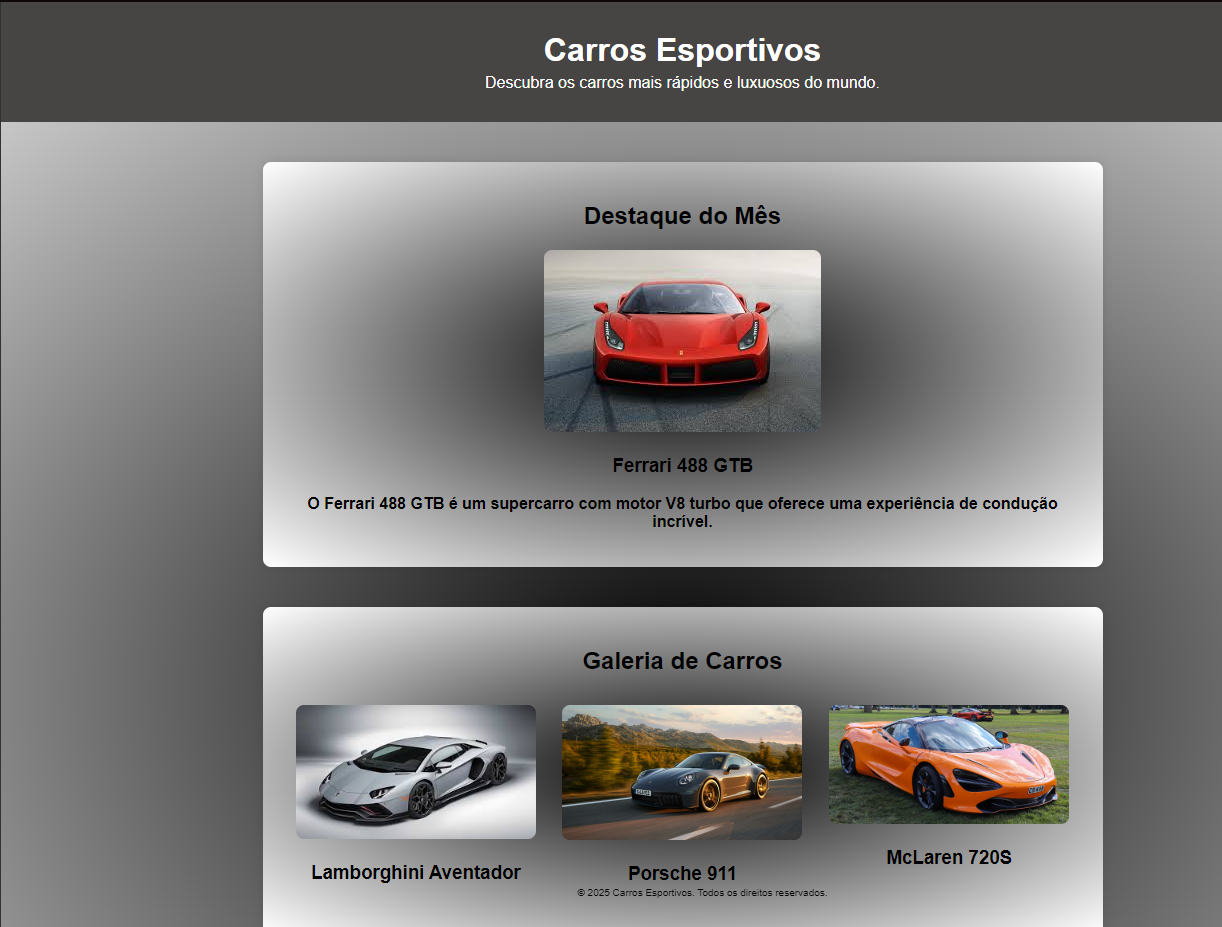 Carros Esportivos
Descubra os carros mais rápidos e luxuosos do mundo.
Destaque do Mês
Ferrari 488 GTB
O Ferrari 488 GTB é um supercarro com motor V8 turbo que oferece uma experiência de condução
incrível.
Galeria de Carros
Lamborghini Aventador
Porsche 911
McLaren 720S
© 2025 Carros Esportivos. Todos os direitos reservados.